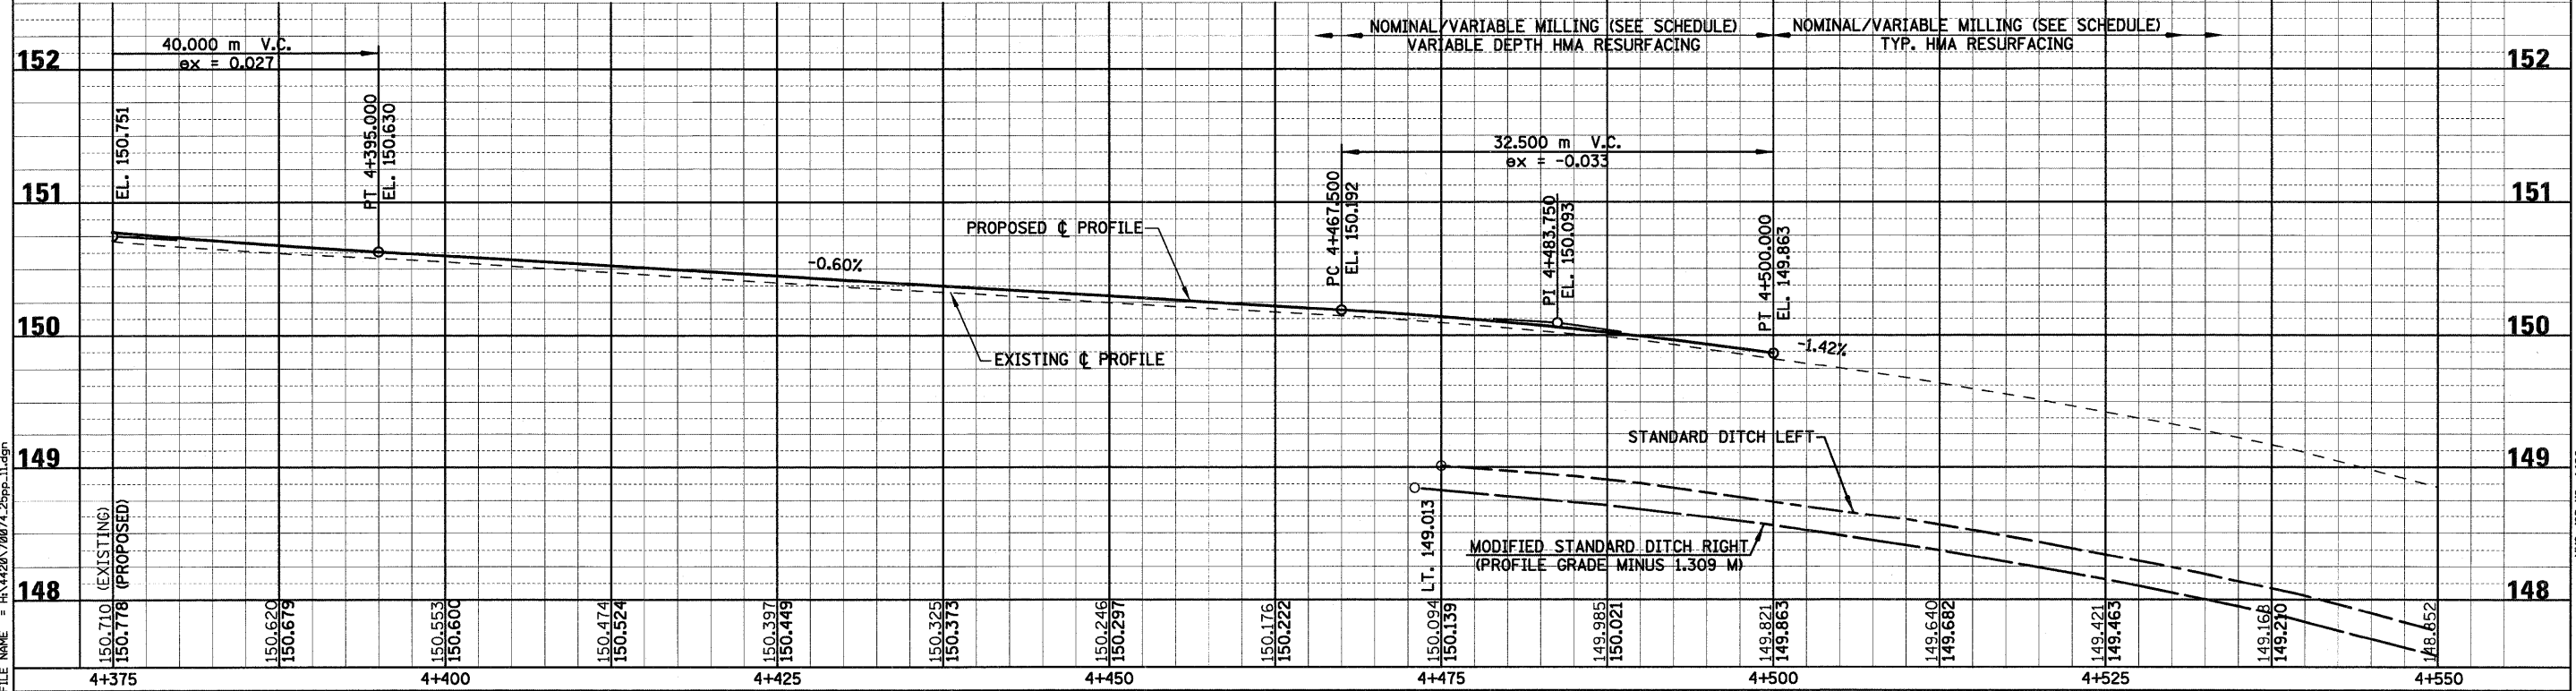 NOMINAL/VARIABLE MILLING (SEE SCHEDULE)
VARIABLE DEPTH HMA RESURFACING
NOMINAL/VARIABLE MILLING (SEE SCHEDULE)
TYP. HMA RESURFACING
40.000 m V.C.
ex = 0.027
152
152
EL. 150.751
PT 4+395.000
EL. 150.630
32.500 m V.C.
ex = -0.033
151
151
PC 4+467.500
EL. 150.192
PI 4+483.750
EL. 150.093
PT 4+500.000
EL. 149.863
PROPOSED ℄ PROFILE
-0.60%
150
150
-1.42%
EXISTING ℄ PROFILE
STANDARD DITCH LEFT
149
149
LT. 149.013
MODIFIED STANDARD DITCH RIGHT
(PROFILE GRADE MINUS 1.309 M)
148
148
150.710 (EXISTING)
150.778 (PROPOSED)
150.620
150.679
150.553
150.600
150.474
150.524
150.397
150.449
150.325
150.373
150.246
150.297
150.176
150.222
150.094
150.139
149.985
150.021
149.821
149.863
149.640
149.682
149.421
149.463
149.168
149.210
148.852
4+375
4+400
4+425
4+450
4+475
4+500
4+525
4+550
FILE NAME =